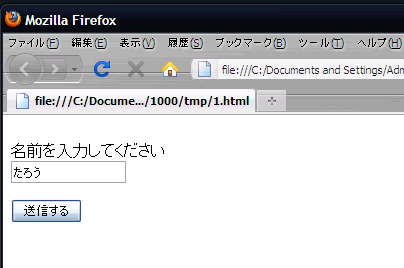 Mozilla Firefox
ファイル(F) 編集(E) 表示(V) 履歴(S) ブックマーク(B) ツール(T) ヘルプ(H)
file:///C:/Documents and Settings/Adm
file:///C:/Docume.../1000/tmp/1.html
名前を入力してください
たろう
送信する